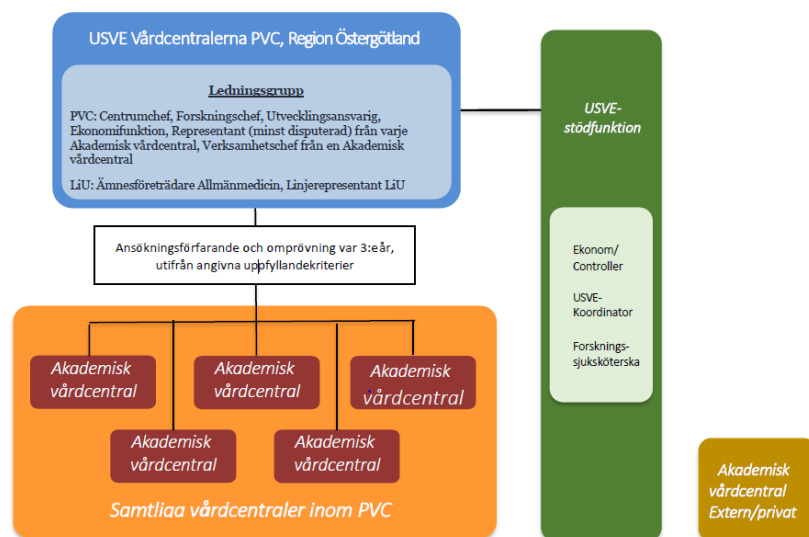 USVE Vårdcentralerna PVC, Region Östergötland
Ledningsgrupp
PVC: Centrumchef, Forskningschef, Utvecklingsansvarig,
Ekonomifunktion, Representant (minst disputerad) från varje
Akademisk vårdcentral, Verksamhetschef från en Akademisk
vårdcentral
LiU: Ämnesföreträdare Allmänmedicin, Linjerepresentant LiU
Ansökningsförfarande och omprövning var 3:e år,
utifrån angivna uppfyllandekriterier
Akademisk
vårdcentral
Akademisk
vårdcentral
Akademisk
vårdcentral
Akademisk
vårdcentral
Akademisk
vårdcentral
Samtliga vårdcentraler inom PVC
USVE-
stödfunktion
Ekonom/
Controller
USVE-
Koordinator
Forsknings-
sjuksköterska
Akademisk
vårdcentral
Extern/privat